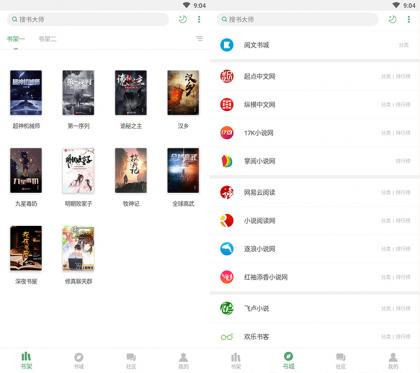 9:04
搜书大师
书架一 书架二
超神机械师 第一序列 诡秘之主 汉乡
九星毒奶 明朝败家子 牧神记 全球高武
深夜书屋 修真聊天群
书架 书城 社区 我的
9:04
搜书大师
阅文书城 分类
起点中文网 分类 | 排行榜
纵横中文网 分类 | 排行榜
17K 17K小说网 分类 | 排行榜
掌阅小说网 分类 | 排行榜
网易云阅读 分类 | 排行榜
小说阅读网 分类 | 排行榜
逐浪小说网 分类 | 排行榜
红袖添香小说网 分类 | 排行榜
飞卢小说 分类 | 排行榜
欢乐书客 分类 | 排行榜
书架 书城 社区 我的